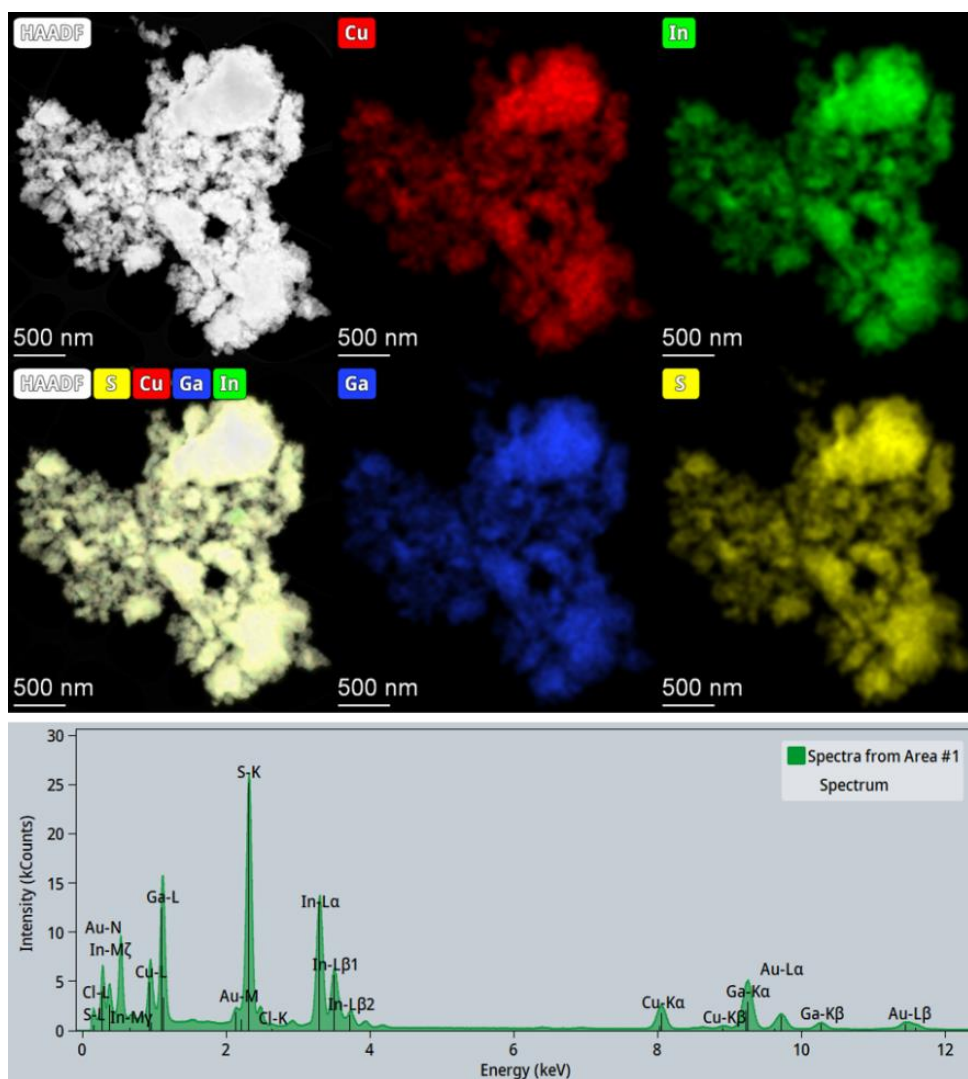 HAADF
Cu
In
500 nm
500 nm
500 nm
HAADF S Cu Ga In
Ga
S
500 nm
500 nm
500 nm
30
25
20
15
10
5
0
Intensity (kCounts)
Spectra from Area #1
Spectrum
S-K
Ga-L
In-Lα
Au-N
In-Mζ
Cu-L
In-Lβ1
Au-Lα
Cl-L
Au-M
In-Lβ2
Cu-Kα
Ga-Kα
S-L
In-Mγ
Cl-K
Cu-Kβ
Ga-Kβ
Au-Lβ
0 2 4 6 8 10 12
Energy (keV)